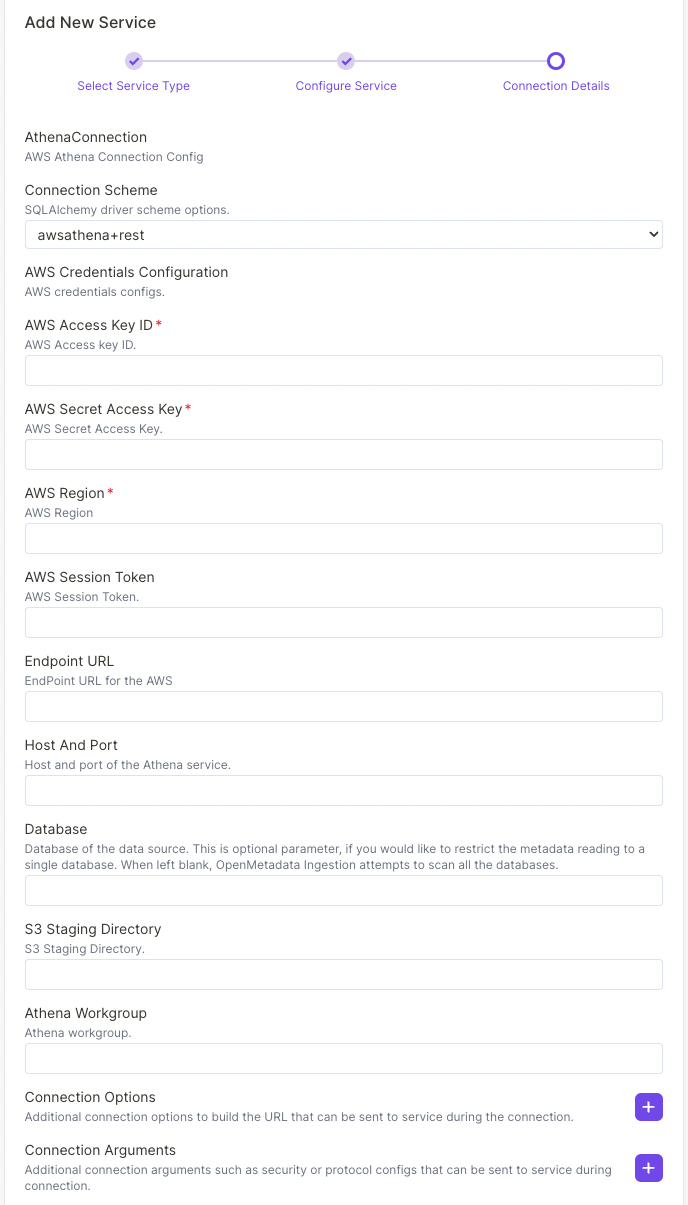 Add New Service
Select Service Type
Configure Service
Connection Details
AthenaConnection
AWS Athena Connection Config
Connection Scheme
SQLAlchemy driver scheme options.
awsathena+rest
AWS Credentials Configuration
AWS credentials configs.
AWS Access Key ID*
AWS Access key ID.
AWS Secret Access Key*
AWS Secret Access Key.
AWS Region*
AWS Region
AWS Session Token
AWS Session Token.
Endpoint URL
EndPoint URL for the AWS
Host And Port
Host and port of the Athena service.
Database
Database of the data source. This is optional parameter, if you would like to restrict the metadata reading to a
single database. When left blank, OpenMetadata Ingestion attempts to scan all the databases.
S3 Staging Directory
S3 Staging Directory.
Athena Workgroup
Athena workgroup.
Connection Options
Additional connection options to build the URL that can be sent to service during the connection.
Connection Arguments
Additional connection arguments such as security or protocol configs that can be sent to service during
connection.